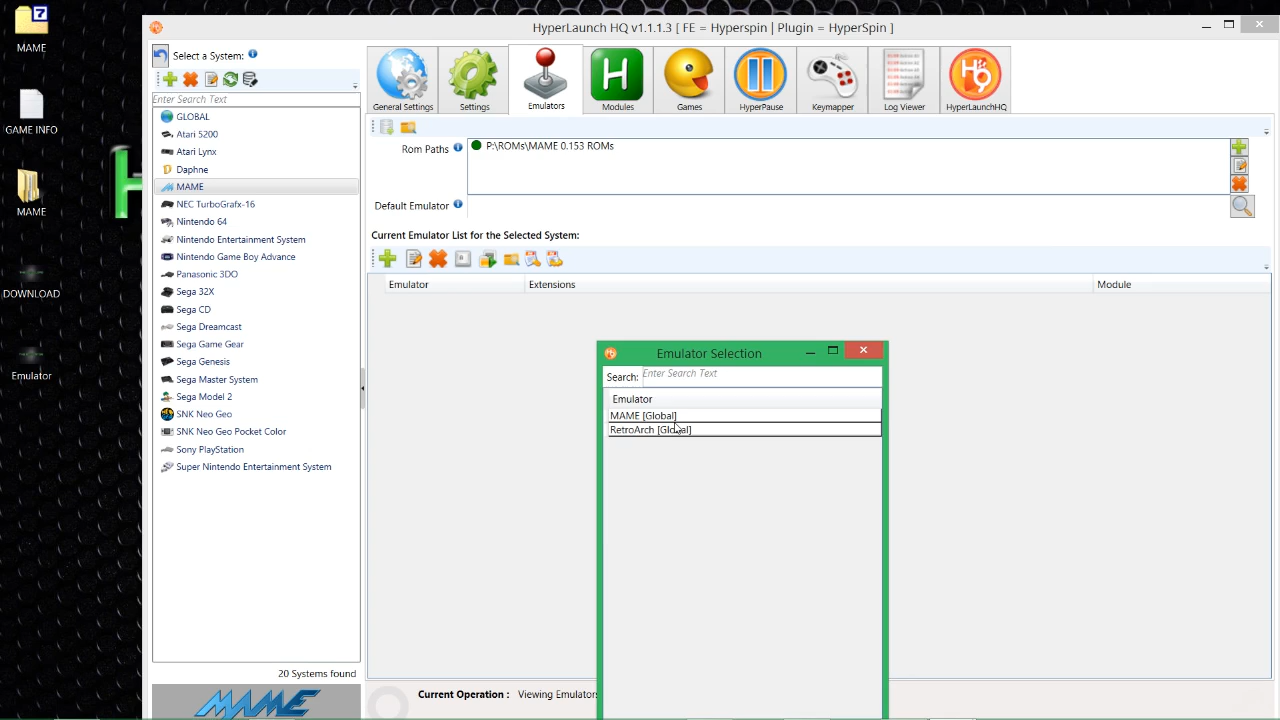 MAME
GAME INFO
MAME
DOWNLOAD
Emulator
HyperLaunch HQ v1.1.1.3 [ FE = Hyperspin | Plugin = HyperSpin ]
Select a System:
Enter Search Text
GLOBAL
Atari 5200
Atari Lynx
Daphne
MAME
NEC TurboGrafx-16
Nintendo 64
Nintendo Entertainment System
Nintendo Game Boy Advance
Panasonic 3DO
Sega 32X
Sega CD
Sega Dreamcast
Sega Game Gear
Sega Genesis
Sega Master System
Sega Model 2
SNK Neo Geo
SNK Neo Geo Pocket Color
Sony PlayStation
Super Nintendo Entertainment System
20 Systems found
MAME
General Settings
Settings
Emulators
Modules
Games
HyperPause
Keymapper
Log Viewer
HyperLaunchHQ
Rom Paths
P:\ROMs\MAME 0.153 ROMs
Default Emulator
Current Emulator List for the Selected System:
Emulator Extensions Module
Emulator Selection
Search: Enter Search Text
Emulator
MAME [Global]
RetroArch [Global]
Current Operation : Viewing Emulators